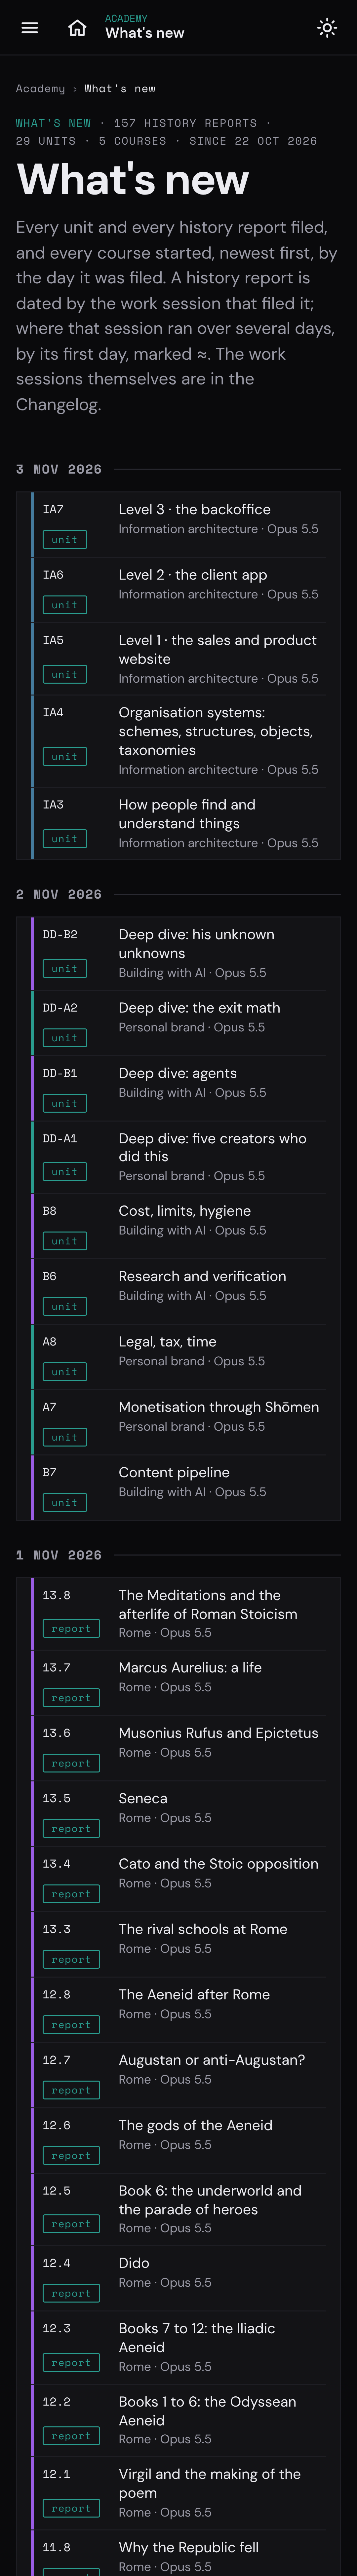 ACADEMY
What's new
Academy › What's new
WHAT'S NEW · 157 HISTORY REPORTS ·
29 UNITS · 5 COURSES · SINCE 22 OCT 2026
What's new
Every unit and every history report filed,
and every course started, newest first, by
the day it was filed. A history report is
dated by the work session that filed it;
where that session ran over several days,
by its first day, marked ≈. The work
sessions themselves are in the
Changelog.
3 NOV 2026
IA7
Level 3 · the backoffice
Information architecture · Opus 5.5
unit
IA6
Level 2 · the client app
Information architecture · Opus 5.5
unit
IA5
Level 1 · the sales and product
website
Information architecture · Opus 5.5
unit
IA4
Organisation systems:
schemes, structures, objects,
taxonomies
Information architecture · Opus 5.5
unit
IA3
How people find and
understand things
Information architecture · Opus 5.5
unit
2 NOV 2026
DD-B2
Deep dive: his unknown
unknowns
Building with AI · Opus 5.5
unit
DD-A2
Deep dive: the exit math
Personal brand · Opus 5.5
unit
DD-B1
Deep dive: agents
Building with AI · Opus 5.5
unit
DD-A1
Deep dive: five creators who
did this
Personal brand · Opus 5.5
unit
B8
Cost, limits, hygiene
Building with AI · Opus 5.5
unit
B6
Research and verification
Building with AI · Opus 5.5
unit
A8
Legal, tax, time
Personal brand · Opus 5.5
unit
A7
Monetisation through Shōmen
Personal brand · Opus 5.5
unit
B7
Content pipeline
Building with AI · Opus 5.5
unit
1 NOV 2026
13.8
The Meditations and the
afterlife of Roman Stoicism
Rome · Opus 5.5
report
13.7
Marcus Aurelius: a life
Rome · Opus 5.5
report
13.6
Musonius Rufus and Epictetus
Rome · Opus 5.5
report
13.5
Seneca
Rome · Opus 5.5
report
13.4
Cato and the Stoic opposition
Rome · Opus 5.5
report
13.3
The rival schools at Rome
Rome · Opus 5.5
report
12.8
The Aeneid after Rome
Rome · Opus 5.5
report
12.7
Augustan or anti-Augustan?
Rome · Opus 5.5
report
12.6
The gods of the Aeneid
Rome · Opus 5.5
report
12.5
Book 6: the underworld and
the parade of heroes
Rome · Opus 5.5
report
12.4
Dido
Rome · Opus 5.5
report
12.3
Books 7 to 12: the Iliadic
Aeneid
Rome · Opus 5.5
report
12.2
Books 1 to 6: the Odyssean
Aeneid
Rome · Opus 5.5
report
12.1
Virgil and the making of the
poem
Rome · Opus 5.5
report
11.8
Why the Republic fell
Rome · Opus 5.5